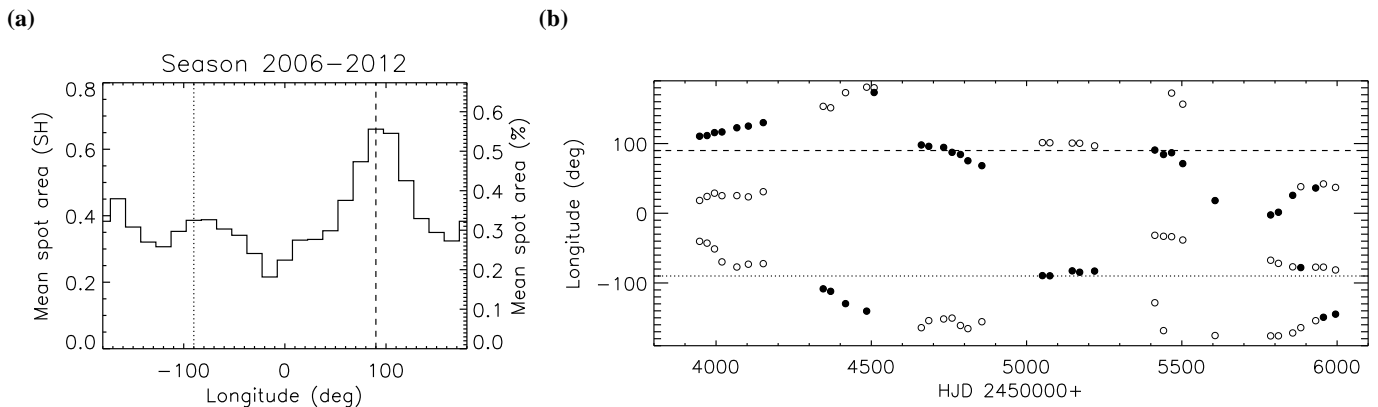 (a)
Season 2006−2012
Mean spot area (SH)
0.8
0.6
0.4
0.2
0.0
0.6
0.5
0.4
0.3
0.2
0.1
0.0
Mean spot area (%)
−100 0 100
Longitude (deg)
(b)
Longitude (deg)
100
0
−100
4000 4500 5000 5500 6000
HJD 2450000+